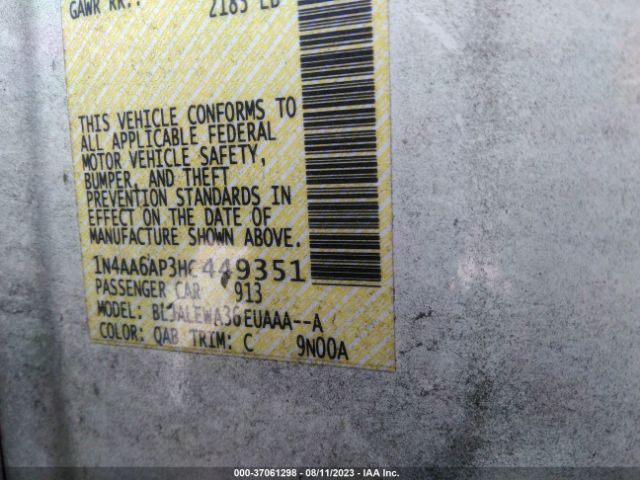 GAWR RR.: 2183 LB
THIS VEHICLE CONFORMS TO
ALL APPLICABLE FEDERAL
MOTOR VEHICLE SAFETY,
BUMPER, AND THEFT
PREVENTION STANDARDS IN
EFFECT ON THE DATE OF
MANUFACTURE SHOWN ABOVE.
1N4AA6AP3HC449351
PASSENGER CAR 913
MODEL: BLJALEWA36EUAAA--A
COLOR: QAB TRIM: C 9N00A
000-37061298 - 08/11/2023 - IAA Inc.